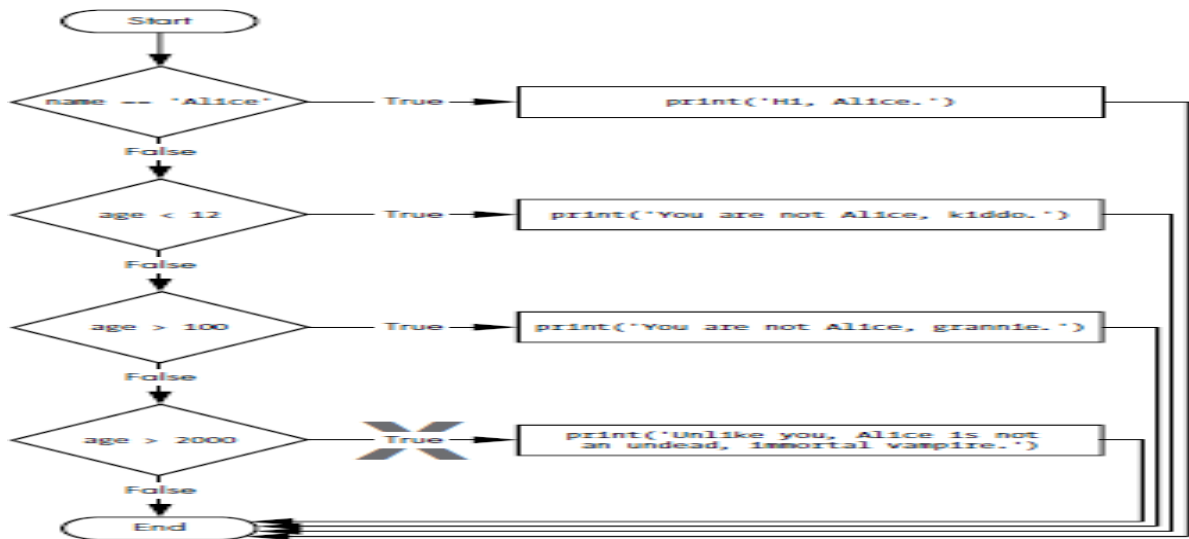 Start
name == 'Alice'
True
print('Hi, Alice.')
False
age < 12
True
print('You are not Alice, kiddo.')
False
age > 100
True
print('You are not Alice, grannie.')
False
age > 2000
True
print('Unlike you, Alice is not
an undead, immortal vampire.')
False
End